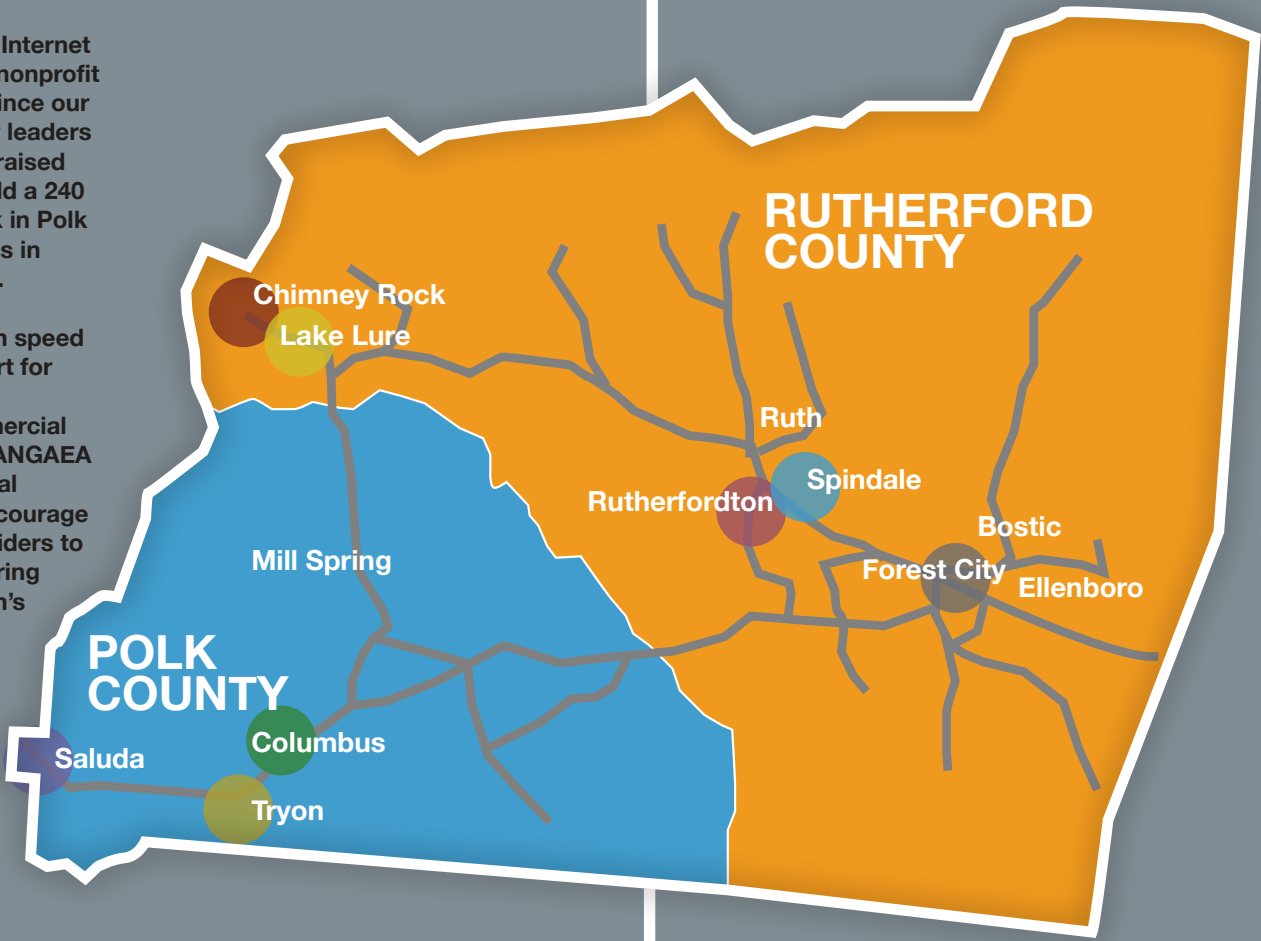 Internet
nonprofit
ince our
leaders
raised
ld a 240
k in Polk
s in
.
n speed
rt for
nercial
ANGAEA
al
courage
iders to
ring
n's
RUTHERFORD
COUNTY
Chimney Rock
Lake Lure
Ruth
Spindale
Rutherfordton
Bostic
Forest City
Ellenboro
Mill Spring
POLK
COUNTY
Columbus
Saluda
Tryon